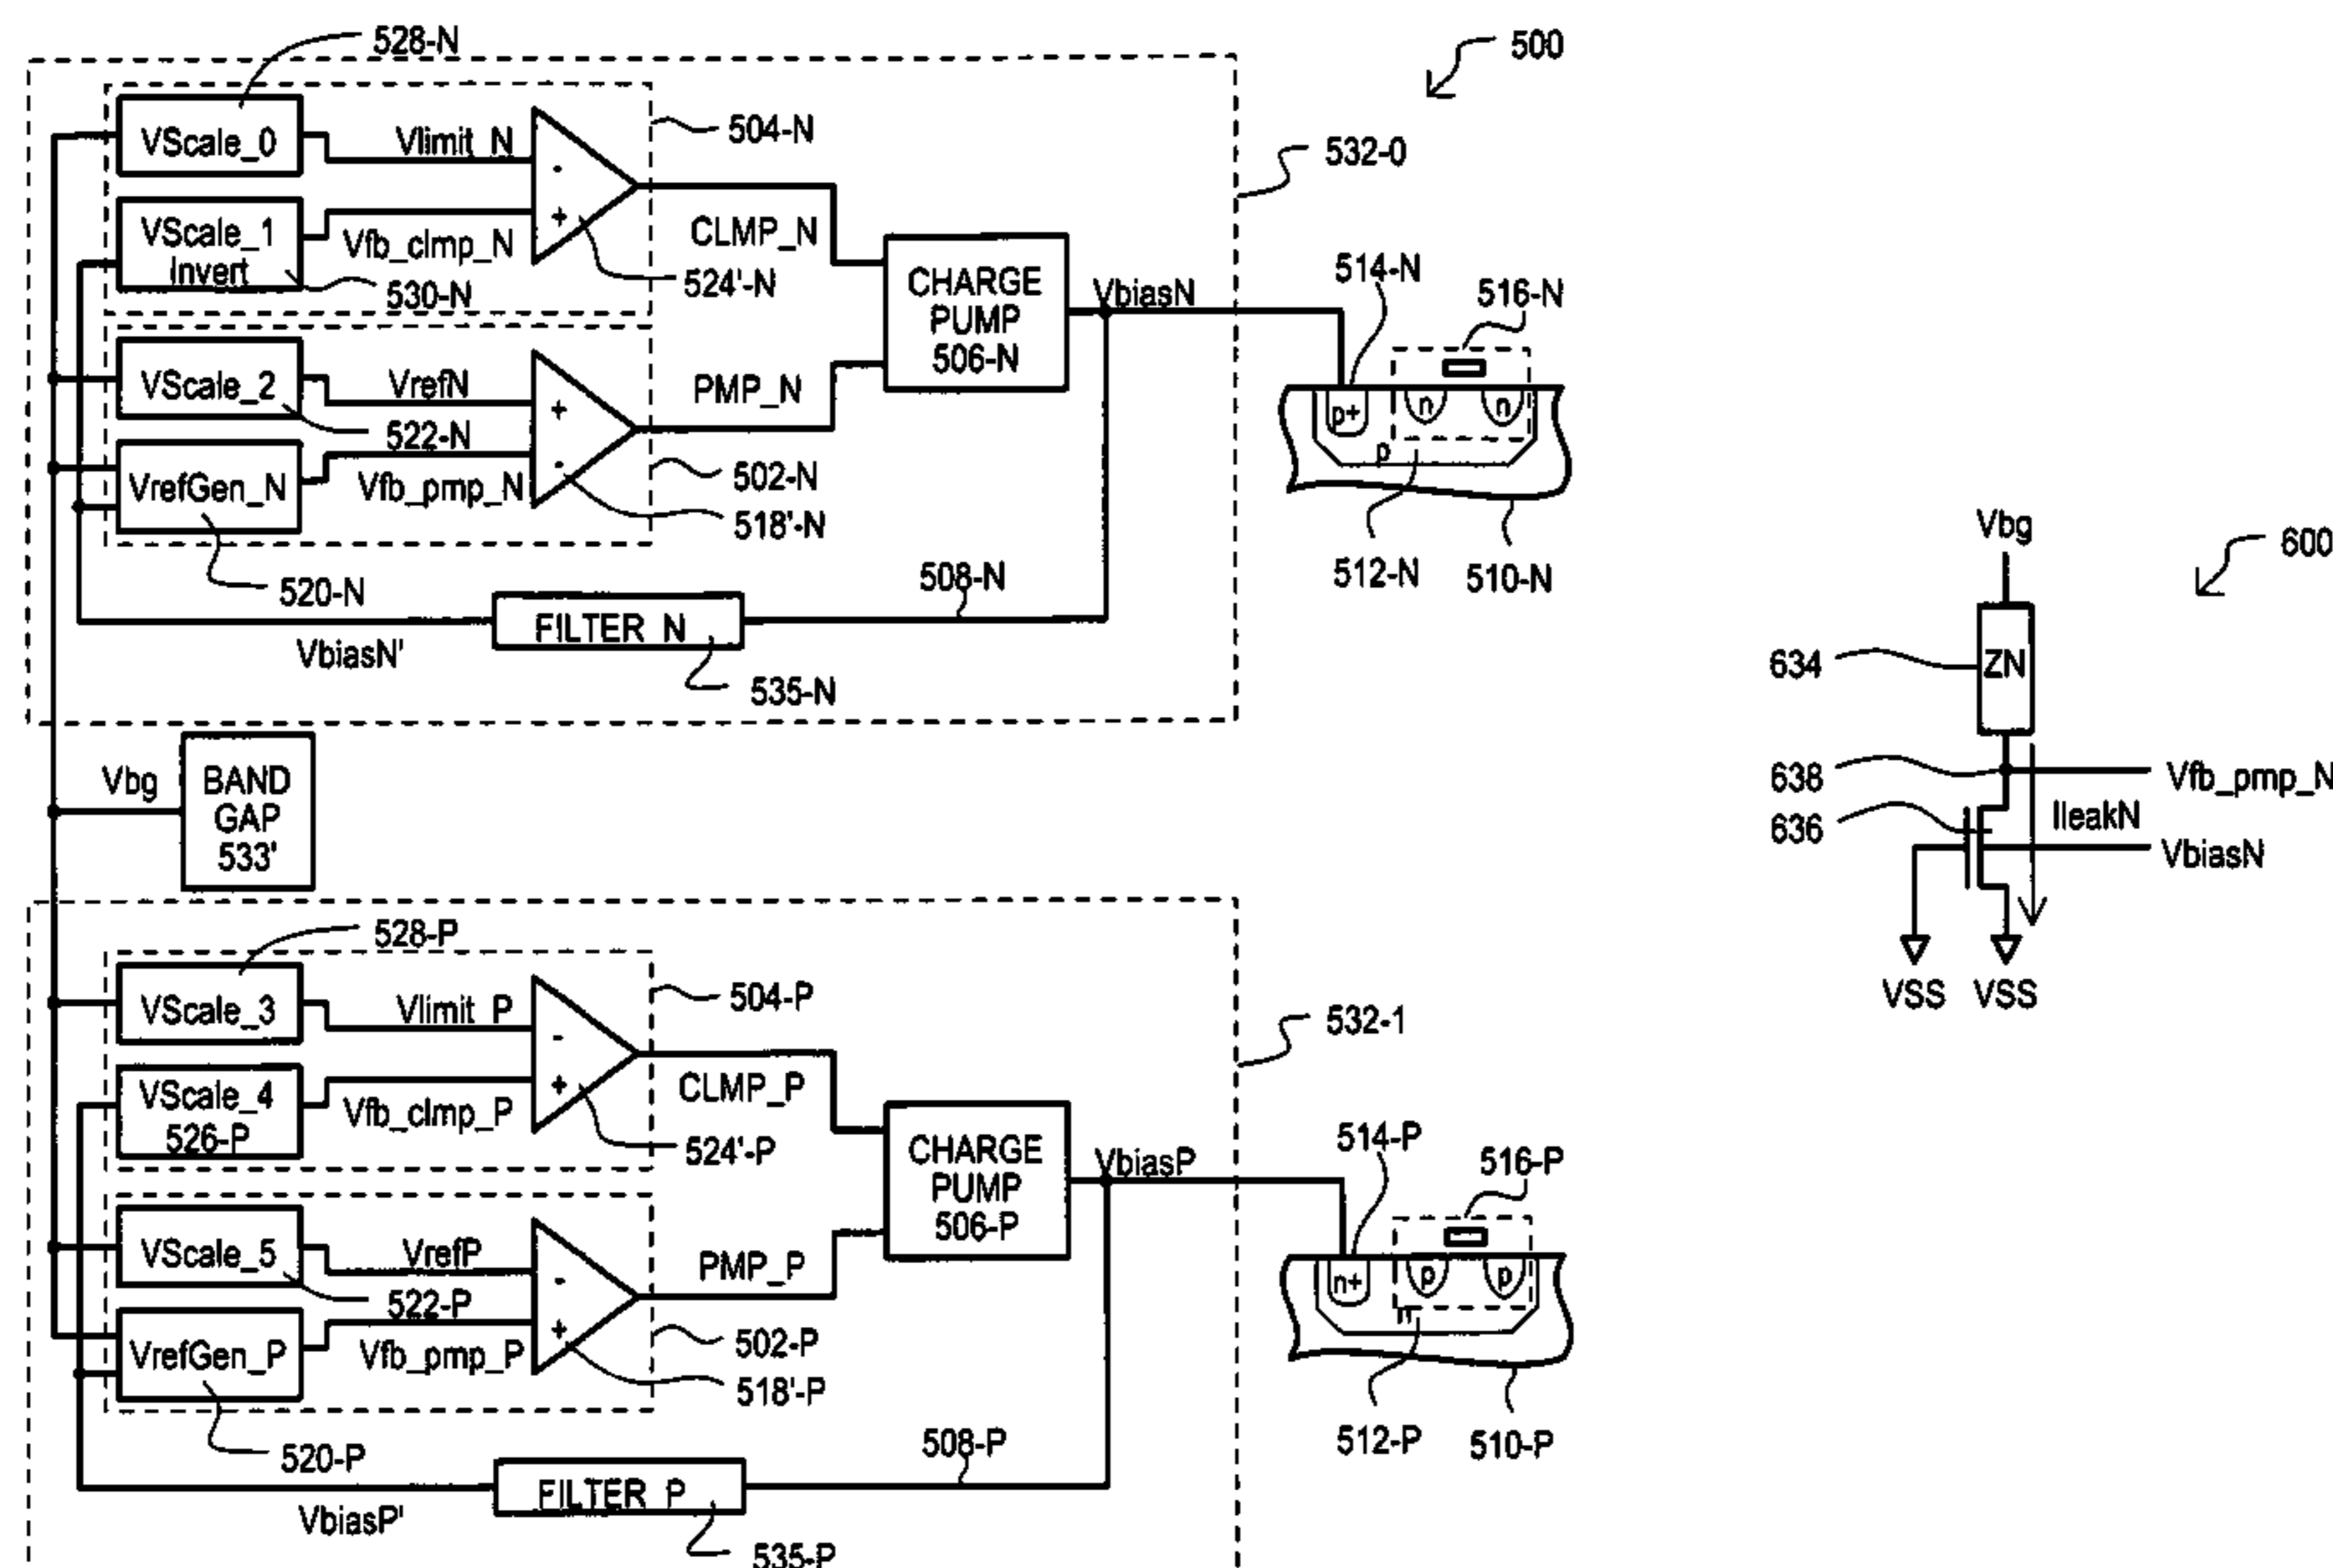 528-N
500
VScale_0
Vlimit_N
-
504-N
532-0
VScale_1
Invert
Vfb_clmp_N
+
CLMP_N
530-N
524'-N
CHARGE
PUMP
506-N
VbiasN
514-N
516-N
VScale_2
VrefN
+
PMP_N
p+
n
n
p
522-N
VrefGen_N
Vfb_pmp_N
-
502-N
518'-N
520-N
508-N
512-N
510-N
FILTER_N
VbiasN'
535-N
Vbg
BAND
GAP
533'
Vbg
600
634
ZN
638
Vfb_pmp_N
636
IleakN
VbiasN
VSS
VSS
528-P
VScale_3
Vlimit_P
-
504-P
532-1
VScale_4
526-P
Vfb_clmp_P
+
CLMP_P
524'-P
CHARGE
PUMP
506-P
VbiasP
514-P
516-P
VScale_5
VrefP
-
PMP_P
n+
p
p
n
522-P
VrefGen_P
Vfb_pmp_P
+
502-P
518'-P
520-P
508-P
512-P
510-P
FILTER_P
VbiasP'
535-P